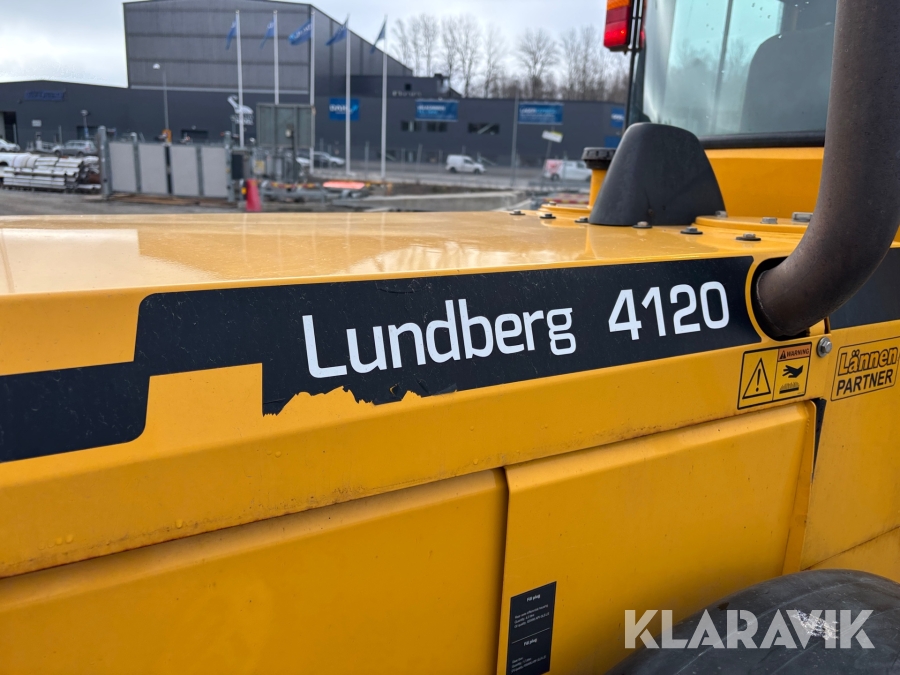 Lundberg 4120
WARNING
Lännen
PARTNER
KLARAVIK